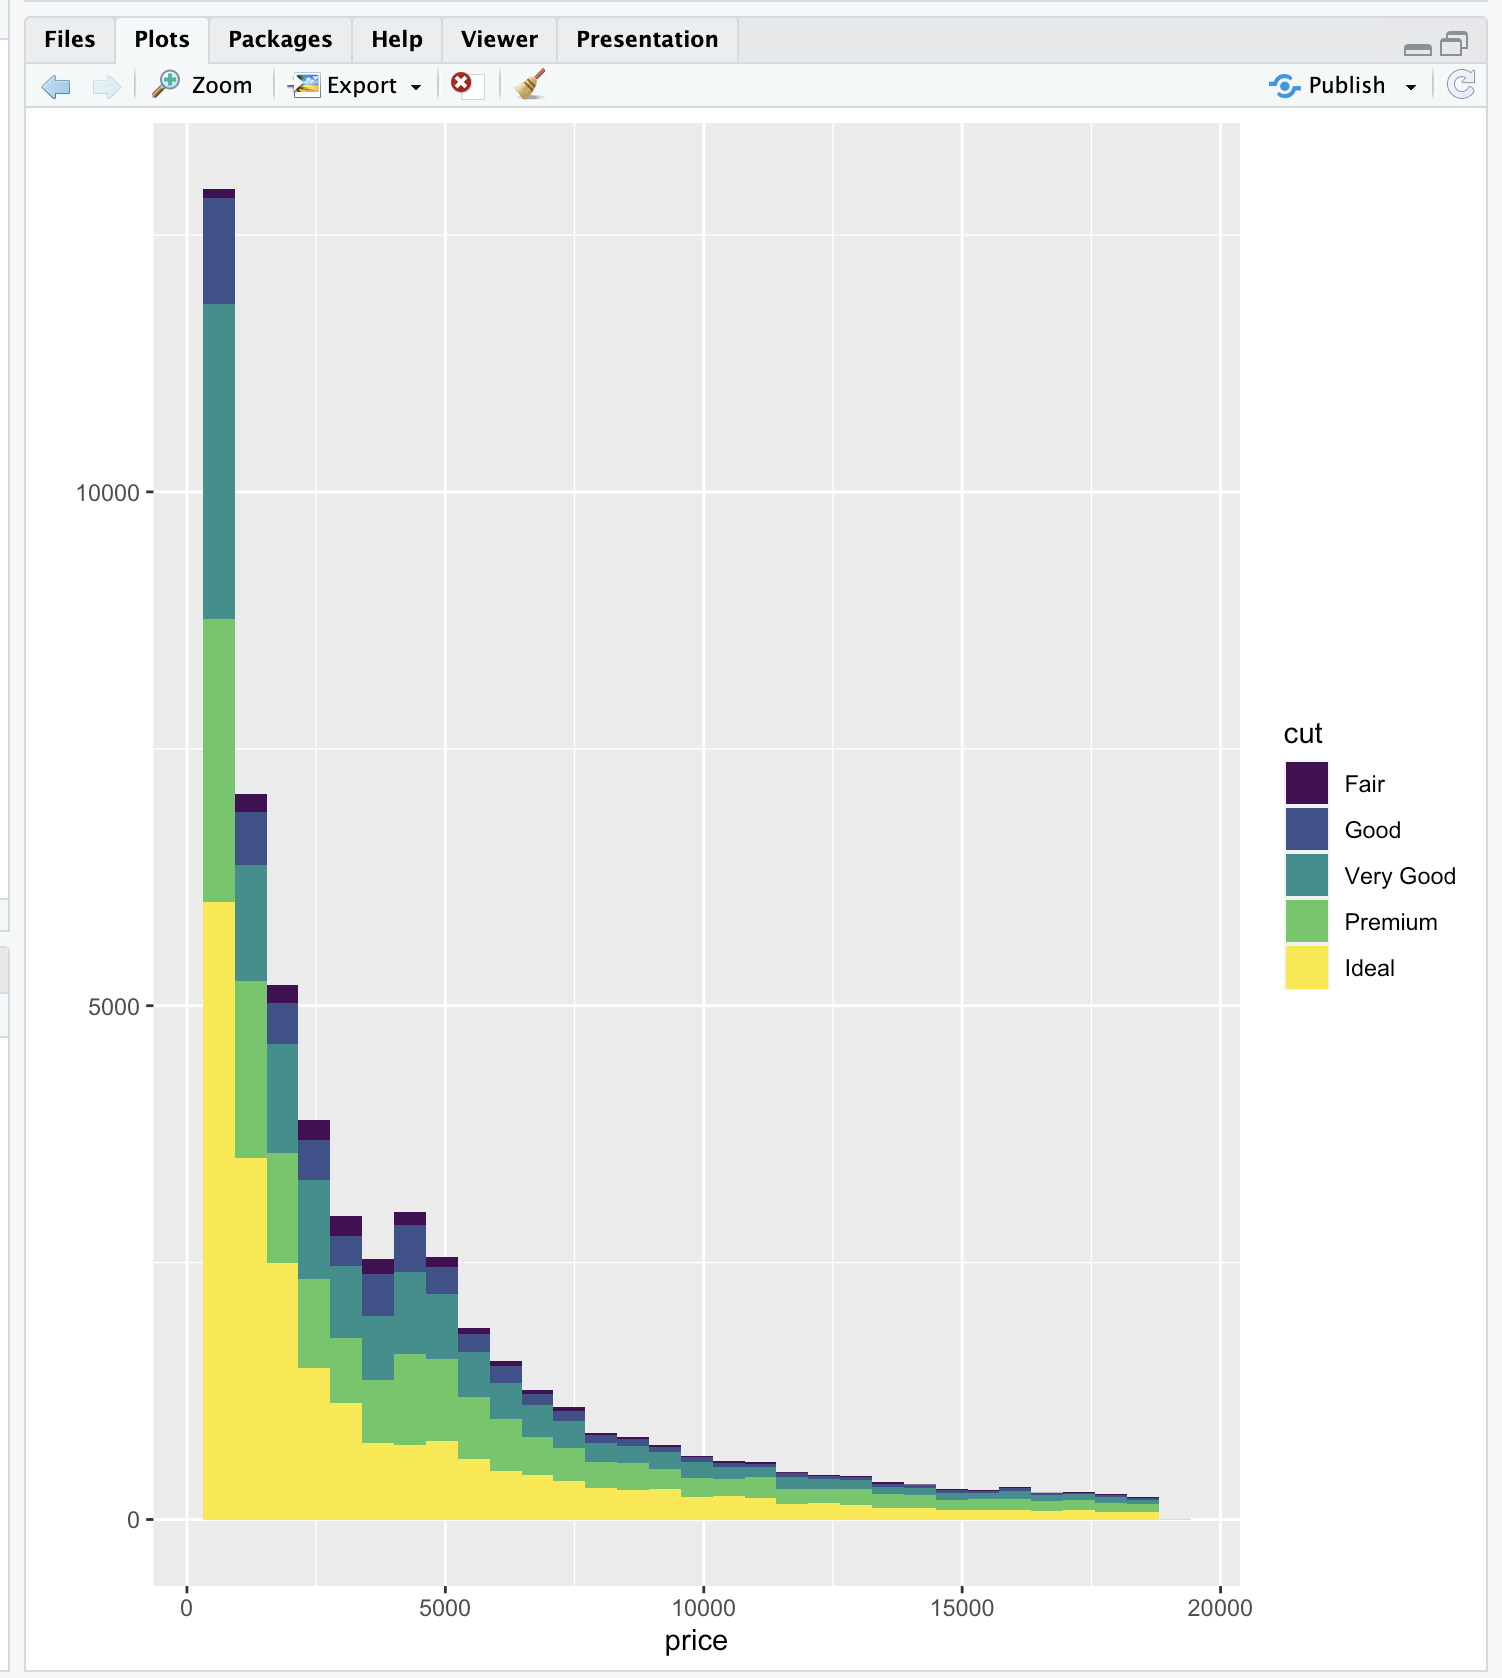 Files Plots Packages Help Viewer Presentation
Zoom Export Publish
10000
5000
0
0 5000 10000 15000 20000
price
cut
Fair
Good
Very Good
Premium
Ideal